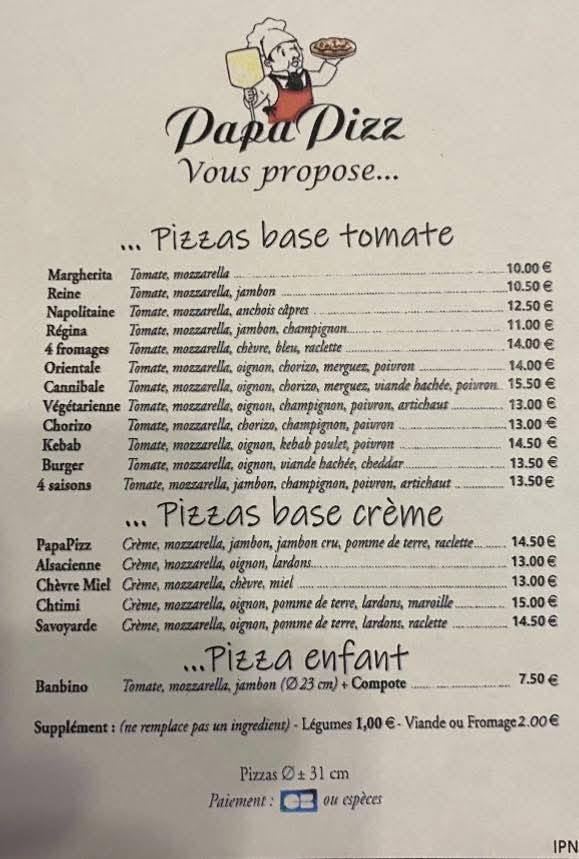 Papa Pizz
Vous propose...
... Pizzas base tomate
Margherita Tomate, mozzarella 10.00 €
Reine Tomate, mozzarella, jambon 10.50 €
Napolitaine Tomate, mozzarella, anchois câpres 12.50 €
Régina Tomate, mozzarella, jambon, champignon 11.00 €
4 fromages Tomate, mozzarella, chèvre, bleu, raclette 14.00 €
Orientale Tomate, mozzarella, oignon, chorizo, merguez, poivron 14.00 €
Cannibale Tomate, mozzarella, oignon, chorizo, merguez, viande hachée, poivron 15.50 €
Végétarienne Tomate, mozzarella, oignon, champignon, poivron, artichaut 13.00 €
Chorizo Tomate, mozzarella, chorizo, champignon, poivron 13.00 €
Kebab Tomate, mozzarella, oignon, kebab poulet, poivron 14.50 €
Burger Tomate, mozzarella, oignon, viande hachée, cheddar 13.50 €
4 saisons Tomate, mozzarella, jambon, champignon, poivron, artichaut 13.50 €
... Pizzas base crème
PapaPizz Crème, mozzarella, jambon, jambon cru, pomme de terre, raclette 14.50 €
Alsacienne Crème, mozzarella, oignon, lardons 13.00 €
Chèvre Miel Crème, mozzarella, chèvre, miel 13.00 €
Chtimi Crème, mozzarella, oignon, pomme de terre, lardons, maroille 15.00 €
Savoyarde Crème, mozzarella, oignon, pomme de terre, lardons, raclette 14.50 €
...Pizza enfant
Banbino Tomate, mozzarella, jambon (Ø 23 cm) + Compote 7.50 €
Supplément : (ne remplace pas un ingredient) - Légumes 1,00 € - Viande ou Fromage 2.00 €
Pizzas Ø ± 31 cm
Paiement : CB ou espèces
IPN